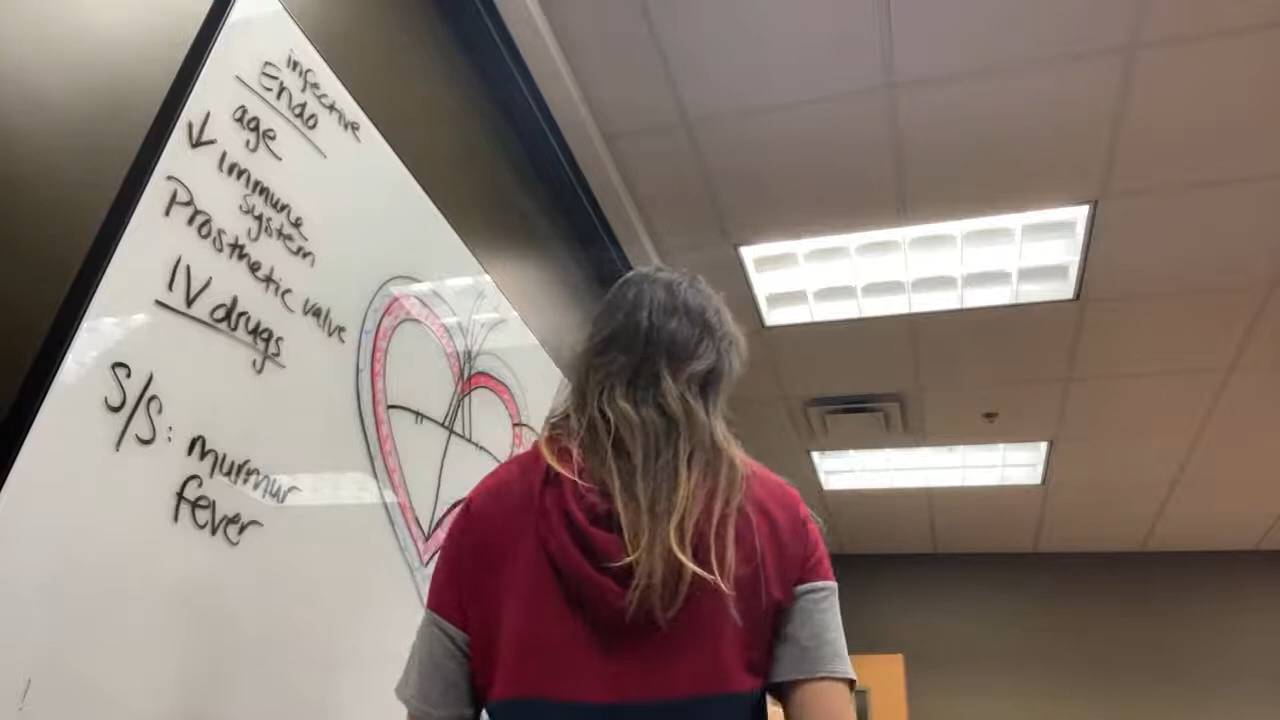 infective
Endo
age
↓ immune
system
Prosthetic valve
IV drugs
S/S: murmur
fever